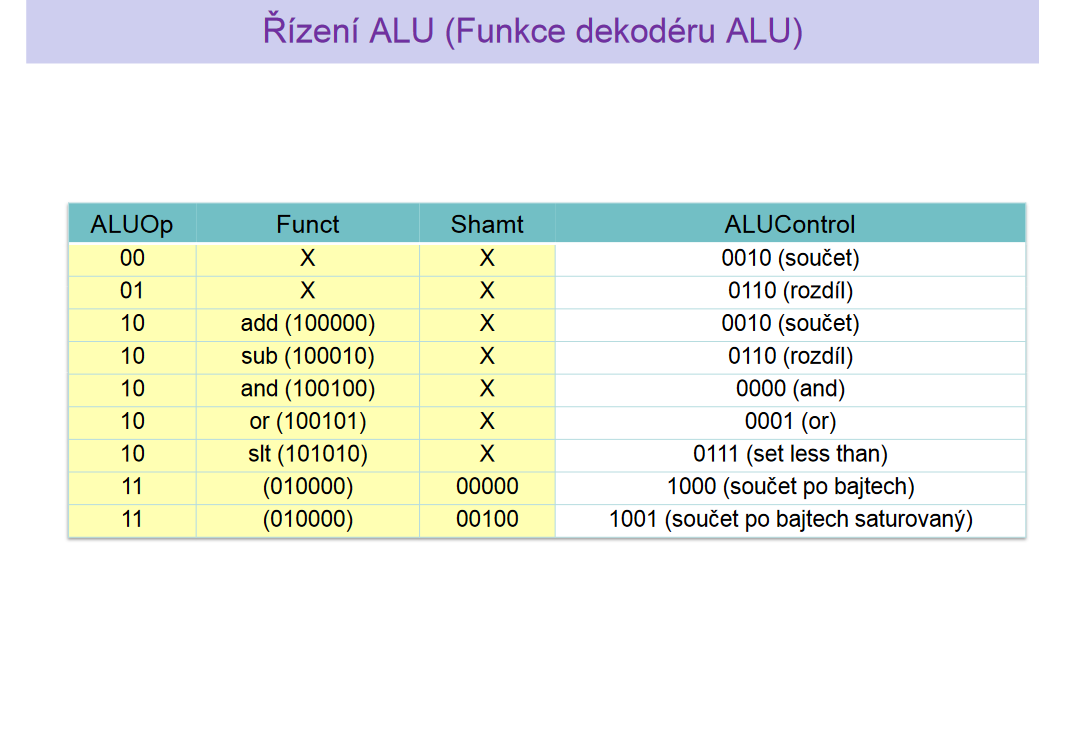 Řízení ALU (Funkce dekodéru ALU)
ALUOp Funct Shamt ALUControl
00 X X 0010 (součet)
01 X X 0110 (rozdíl)
10 add (100000) X 0010 (součet)
10 sub (100010) X 0110 (rozdíl)
10 and (100100) X 0000 (and)
10 or (100101) X 0001 (or)
10 slt (101010) X 0111 (set less than)
11 (010000) 00000 1000 (součet po bajtech)
11 (010000) 00100 1001 (součet po bajtech saturovaný)